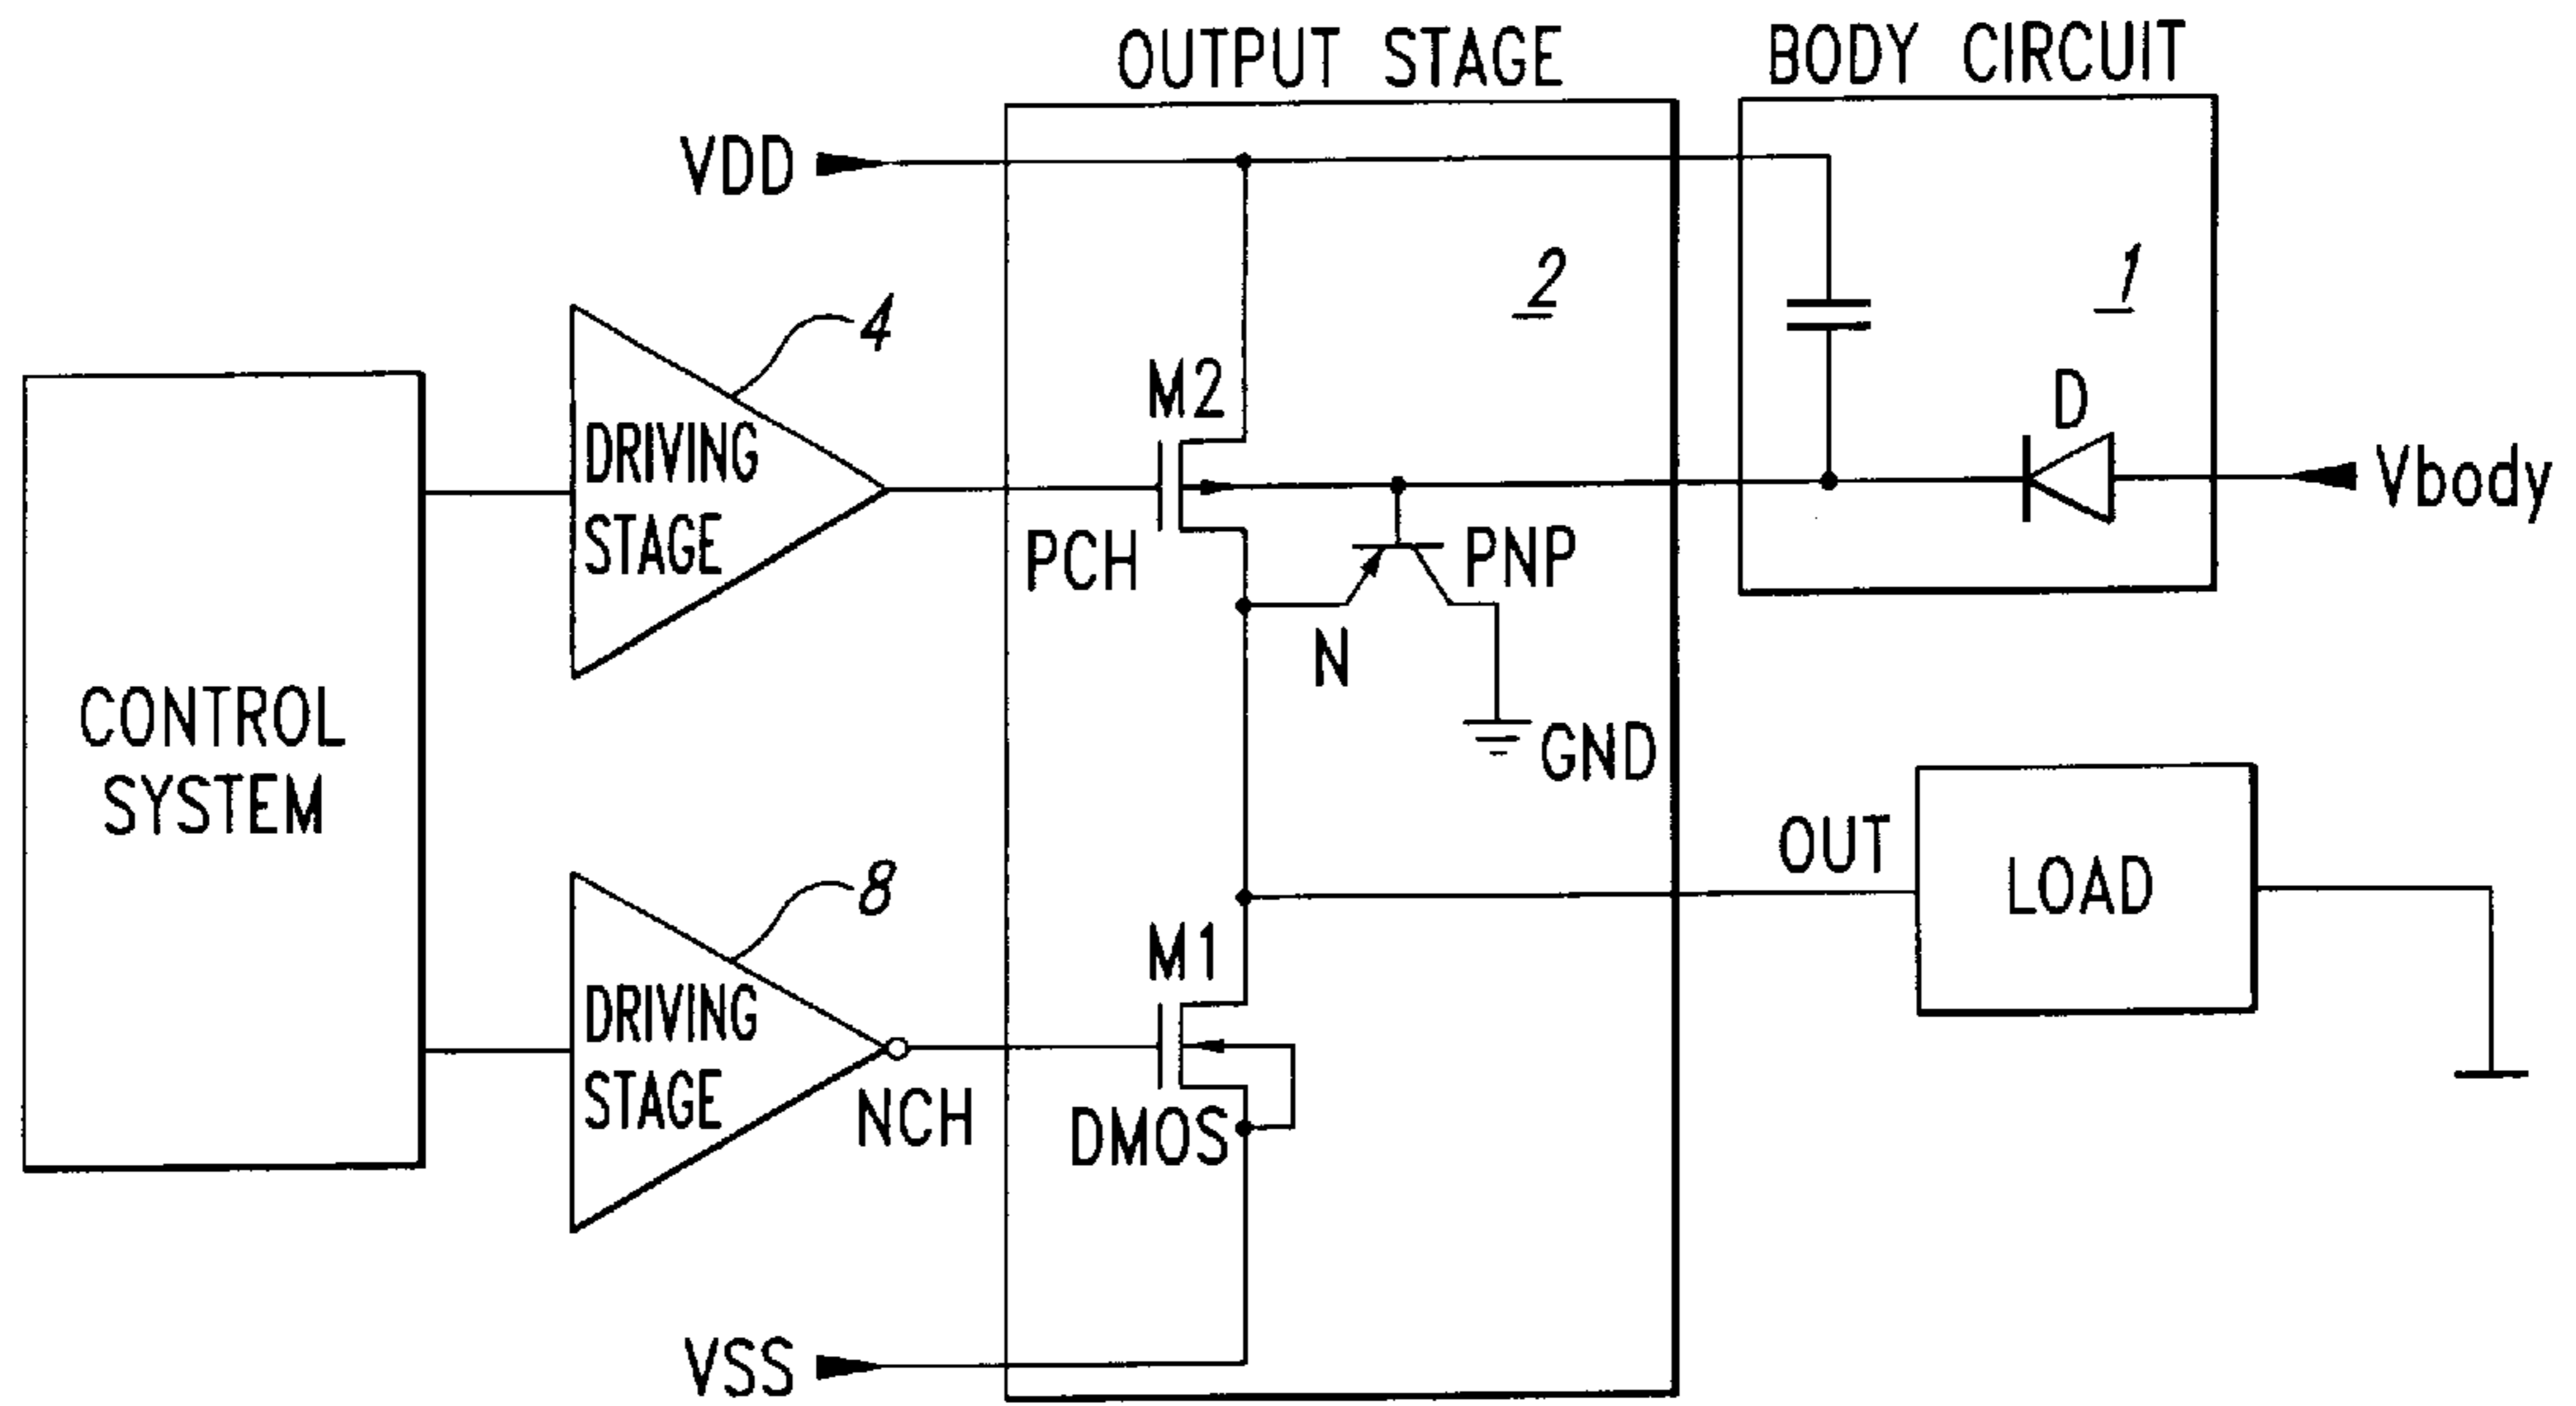 OUTPUT STAGE
BODY CIRCUIT
VDD
2
1
4
M2
D
DRIVING
STAGE
Vbody
PCH
PNP
N
CONTROL
SYSTEM
GND
OUT
LOAD
8
M1
DRIVING
STAGE
NCH
DMOS
VSS